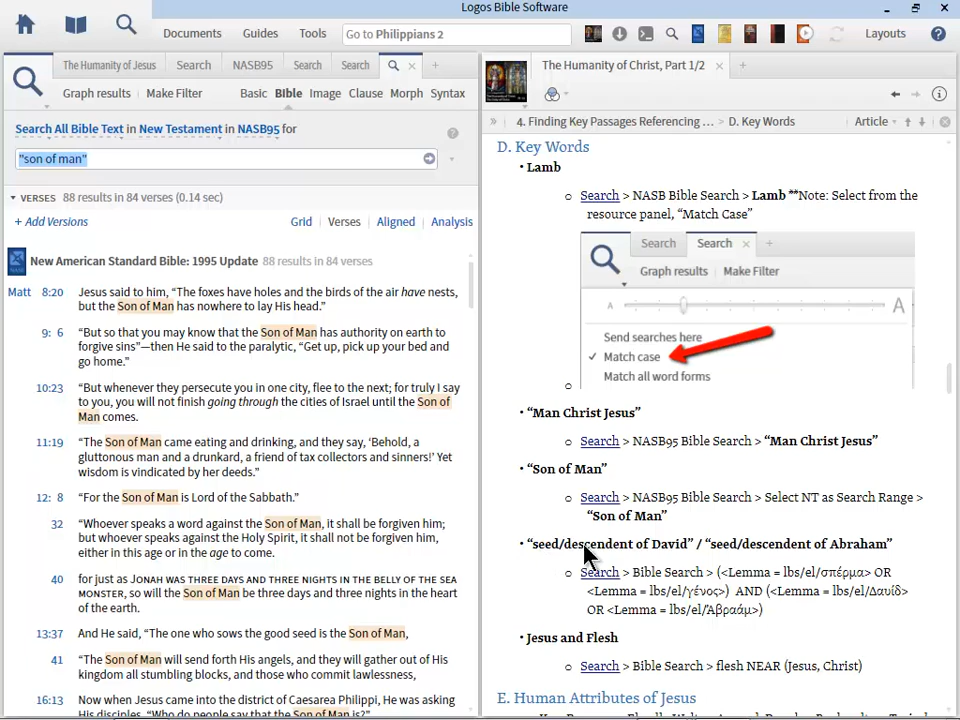 Logos Bible Software
Documents Guides Tools Go to Philippians 2 Layouts ?
The Humanity of Jesus Search NASB95 Search Search × +
Graph results Make Filter Basic Bible Image Clause Morph Syntax
Search All Bible Text in New Testament in NASB95 for
"son of man"
VERSES 88 results in 84 verses (0.14 sec)
+ Add Versions Grid Verses Aligned Analysis
New American Standard Bible: 1995 Update 88 results in 84 verses
Matt 8:20 Jesus said to him, “The foxes have holes and the birds of the air have nests,
but the Son of Man has nowhere to lay His head.”
9: 6 “But so that you may know that the Son of Man has authority on earth to
forgive sins”—then He said to the paralytic, “Get up, pick up your bed and
go home.”
10:23 “But whenever they persecute you in one city, flee to the next; for truly I say
to you, you will not finish going through the cities of Israel until the Son of
Man comes.
11:19 “The Son of Man came eating and drinking, and they say, ‘Behold, a
gluttonous man and a drunkard, a friend of tax collectors and sinners!’ Yet
wisdom is vindicated by her deeds.”
12: 8 “For the Son of Man is Lord of the Sabbath.”
32 “Whoever speaks a word against the Son of Man, it shall be forgiven him;
but whoever speaks against the Holy Spirit, it shall not be forgiven him,
either in this age or in the age to come.
40 for just as JONAH WAS THREE DAYS AND THREE NIGHTS IN THE BELLY OF THE SEA
MONSTER, so will the Son of Man be three days and three nights in the heart
of the earth.
13:37 And He said, “The one who sows the good seed is the Son of Man,
41 “The Son of Man will send forth His angels, and they will gather out of His
kingdom all stumbling blocks, and those who commit lawlessness,
16:13 Now when Jesus came into the district of Caesarea Philippi, He was asking
His disciples, “Who do people say that the Son of Man is?”
The Humanity of Christ, Part 1/2 × +
» 4. Finding Key Passages Referencing ... > D. Key Words Article
D. Key Words
• Lamb
○ Search > NASB Bible Search > Lamb **Note: Select from the
resource panel, “Match Case”
Search Search × +
Graph results Make Filter
A A
Send searches here
✓ Match case
Match all word forms
○
• “Man Christ Jesus”
○ Search > NASB95 Bible Search > “Man Christ Jesus”
• “Son of Man”
○ Search > NASB95 Bible Search > Select NT as Search Range >
“Son of Man”
• “seed/descendent of David” / “seed/descendent of Abraham”
○ Search > Bible Search > (<Lemma = lbs/el/σπέρμα> OR
<Lemma = lbs/el/γένος>) AND (<Lemma = lbs/el/Δαυίδ>
OR <Lemma = lbs/el/Ἀβραάμ>)
• Jesus and Flesh
○ Search > Bible Search > flesh NEAR (Jesus, Christ)
E. Human Attributes of Jesus